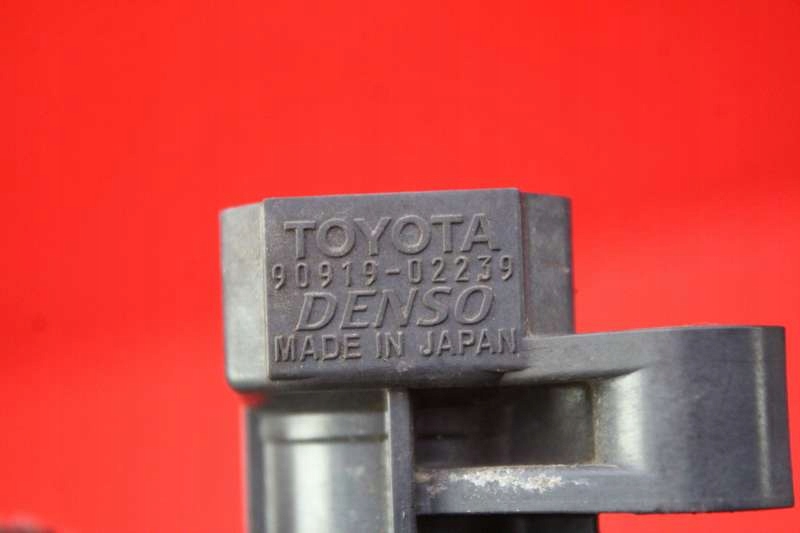 TOYOTA
90919-02239
DENSO
MADE IN JAPAN